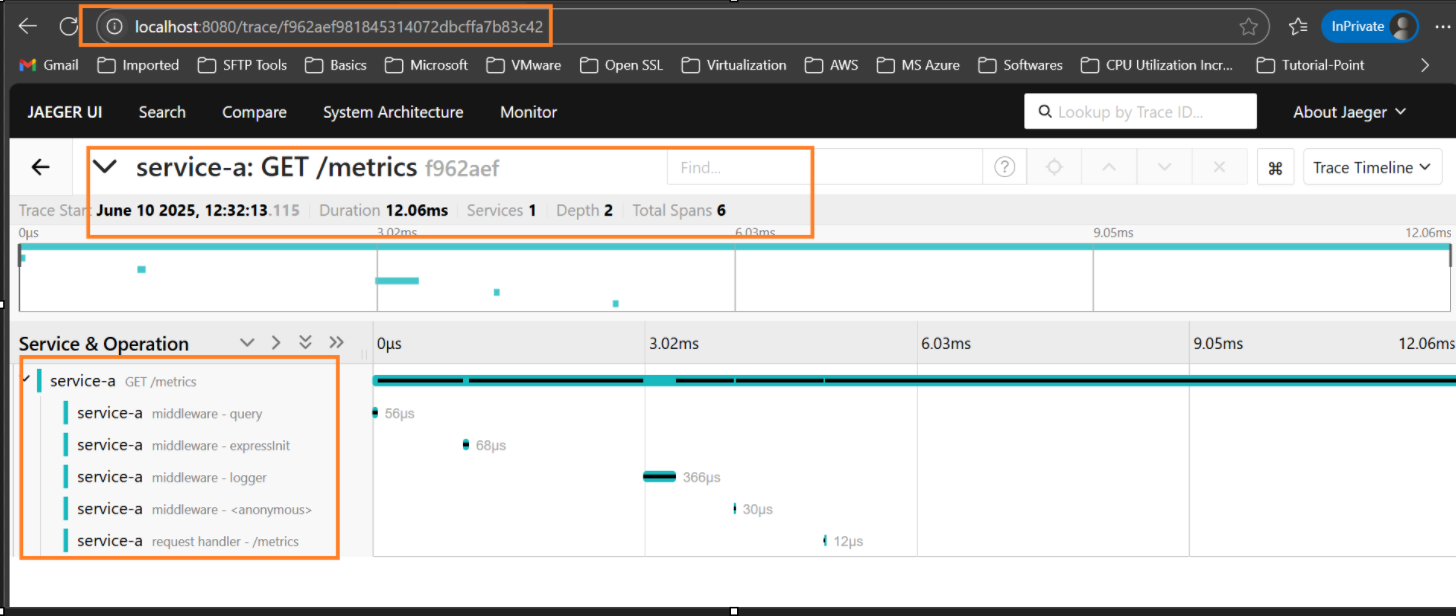 localhost:8080/trace/f962aef981845314072dbcffa7b83c42
InPrivate
Gmail Imported SFTP Tools Basics Microsoft VMware Open SSL Virtualization AWS MS Azure Softwares CPU Utilization Incr... Tutorial-Point
JAEGER UI Search Compare System Architecture Monitor Lookup by Trace ID... About Jaeger
service-a: GET /metrics f962aef Find... ? ⌘ Trace Timeline
Trace Start June 10 2025, 12:32:13.115 Duration 12.06ms Services 1 Depth 2 Total Spans 6
0μs 3.02ms 6.03ms 9.05ms 12.06ms
Service & Operation 0μs 3.02ms 6.03ms 9.05ms 12.06ms
service-a GET /metrics
service-a middleware - query 56μs
service-a middleware - expressInit 68μs
service-a middleware - logger 366μs
service-a middleware - <anonymous> 30μs
service-a request handler - /metrics 12μs